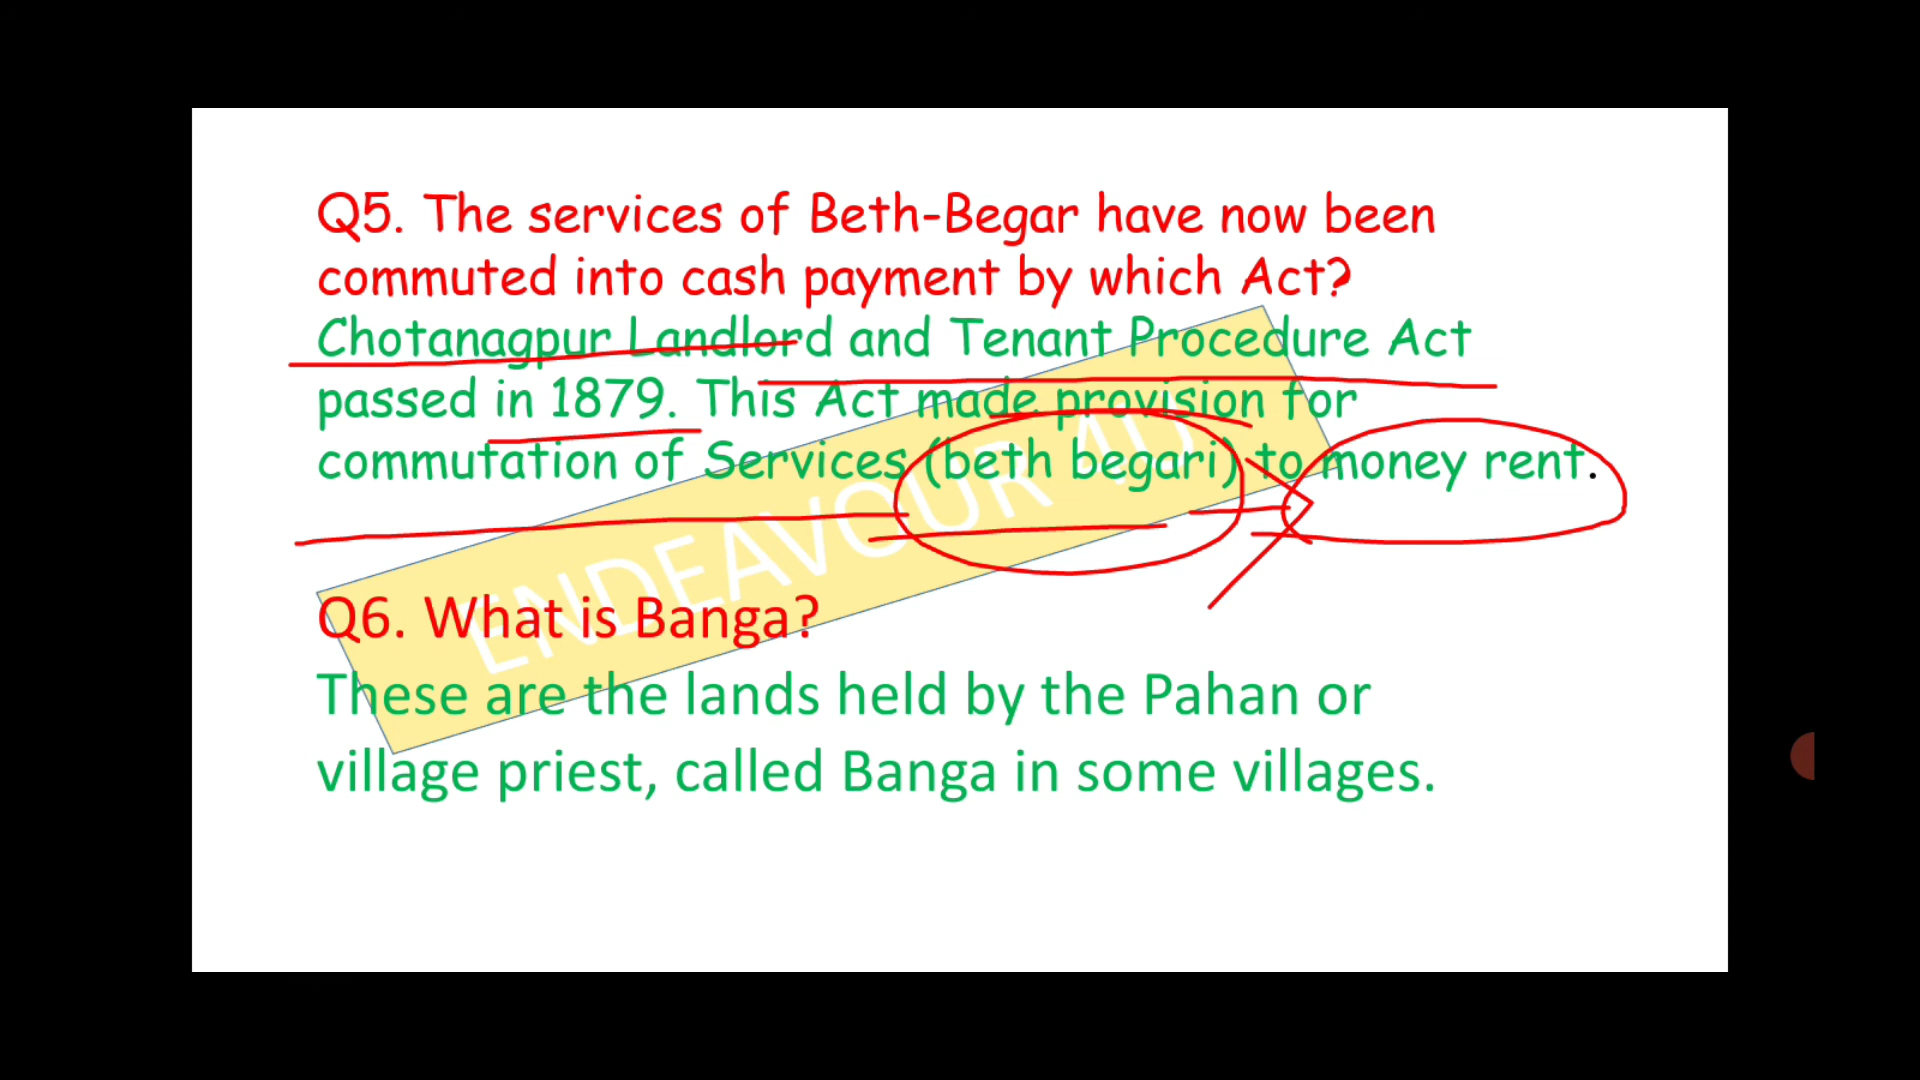 Q5. The services of Beth-Begar have now been
commuted into cash payment by which Act?
Chotanagpur Landlord and Tenant Procedure Act
passed in 1879. This Act made provision for
commutation of Services (beth begari) to money rent.
ENDEAVOUR 4U
Q6. What is Banga?
These are the lands held by the Pahan or
village priest, called Banga in some villages.